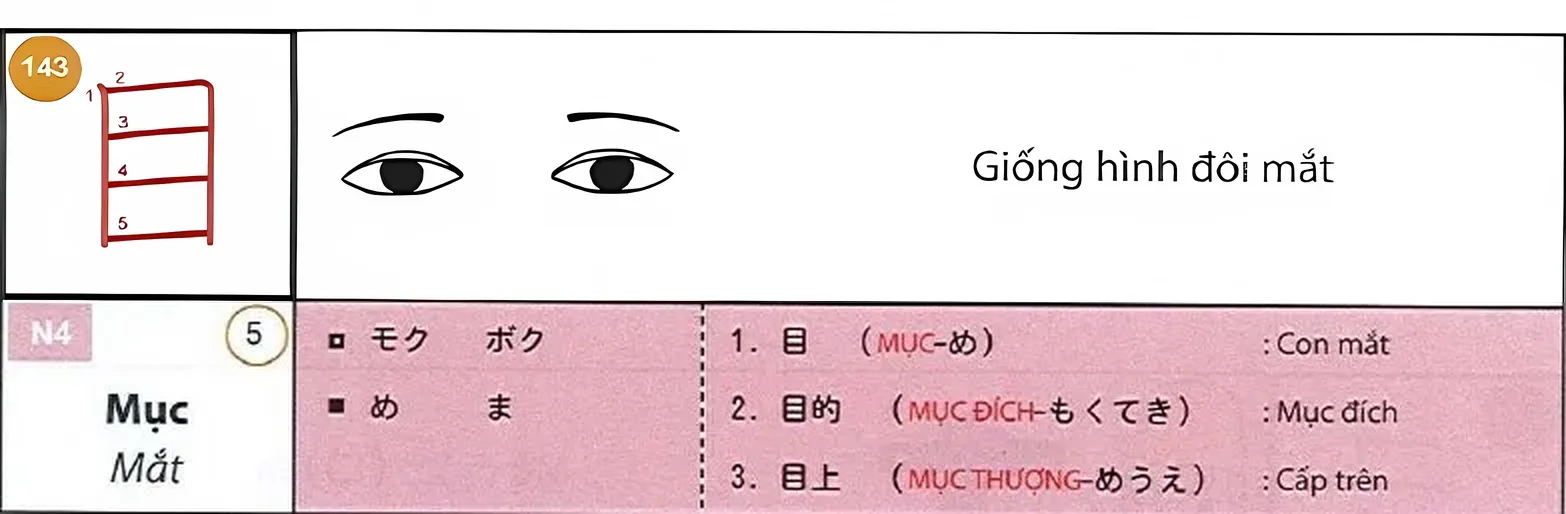 143
1
2
3
4
5
Giống hình đôi mắt
N4
5
Mục
Mắt
モク ボク
め ま
1. 目 (MỤC-め) : Con mắt
2. 目的 (MỤC ĐÍCH-もくてき) : Mục đích
3. 目上 (MỤC THƯỢNG-めうえ) : Cấp trên